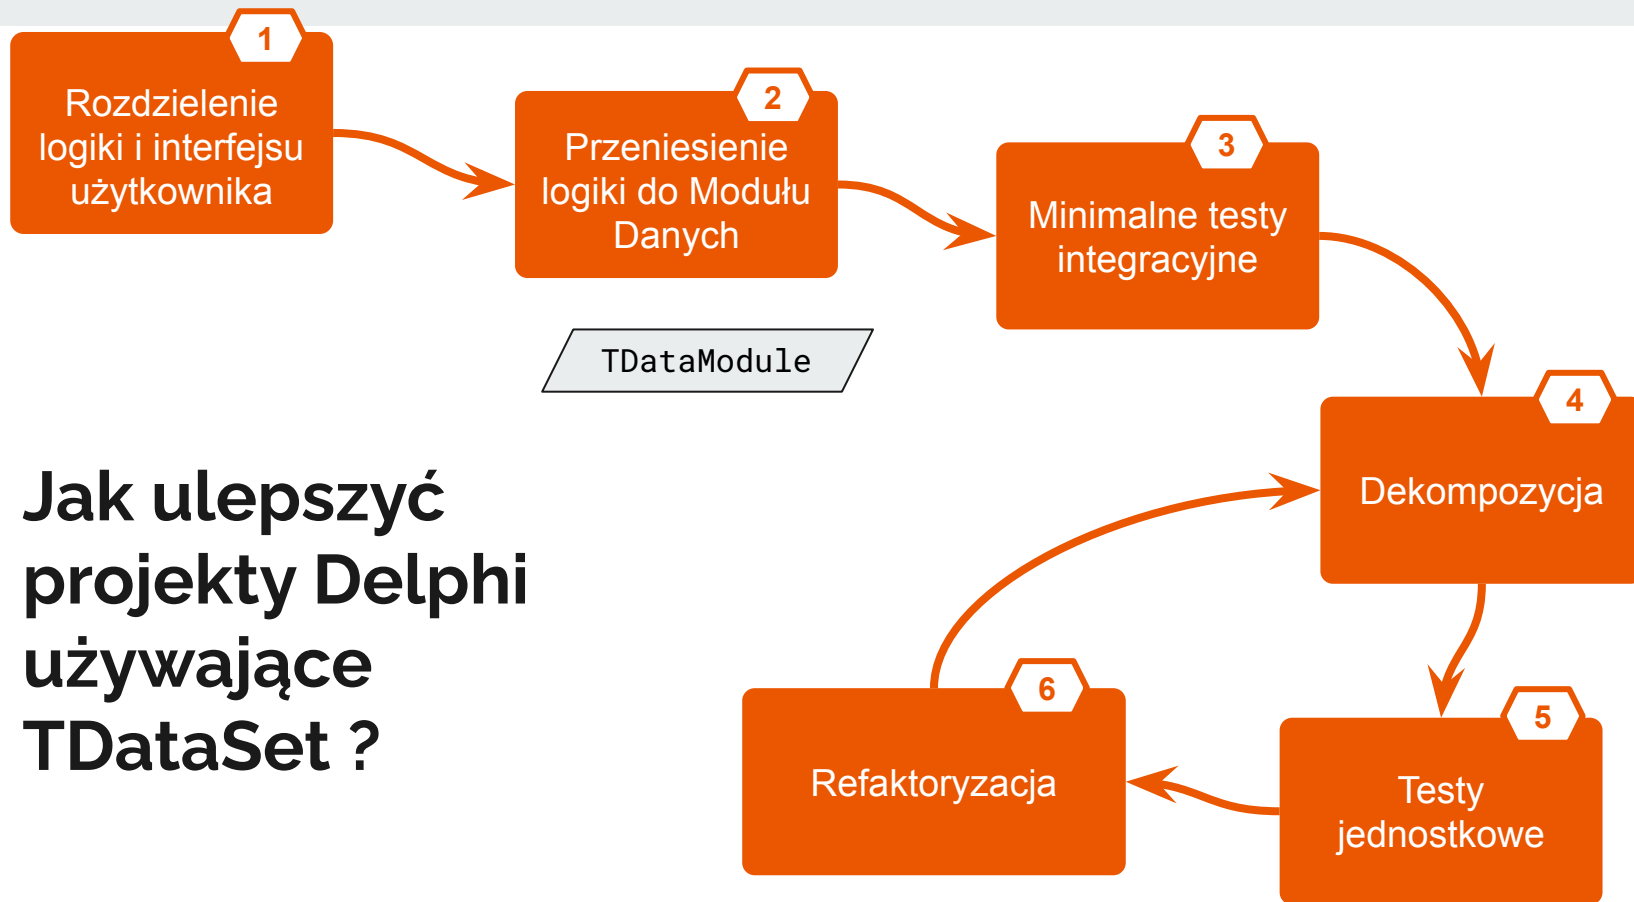 1
Rozdzielenie
logiki i interfejsu
użytkownika
2
Przeniesienie
logiki do Modułu
Danych
TDataModule
3
Minimalne testy
integracyjne
4
Dekompozycja
5
Testy
jednostkowe
6
Refaktoryzacja
Jak ulepszyć
projekty Delphi
używające
TDataSet ?